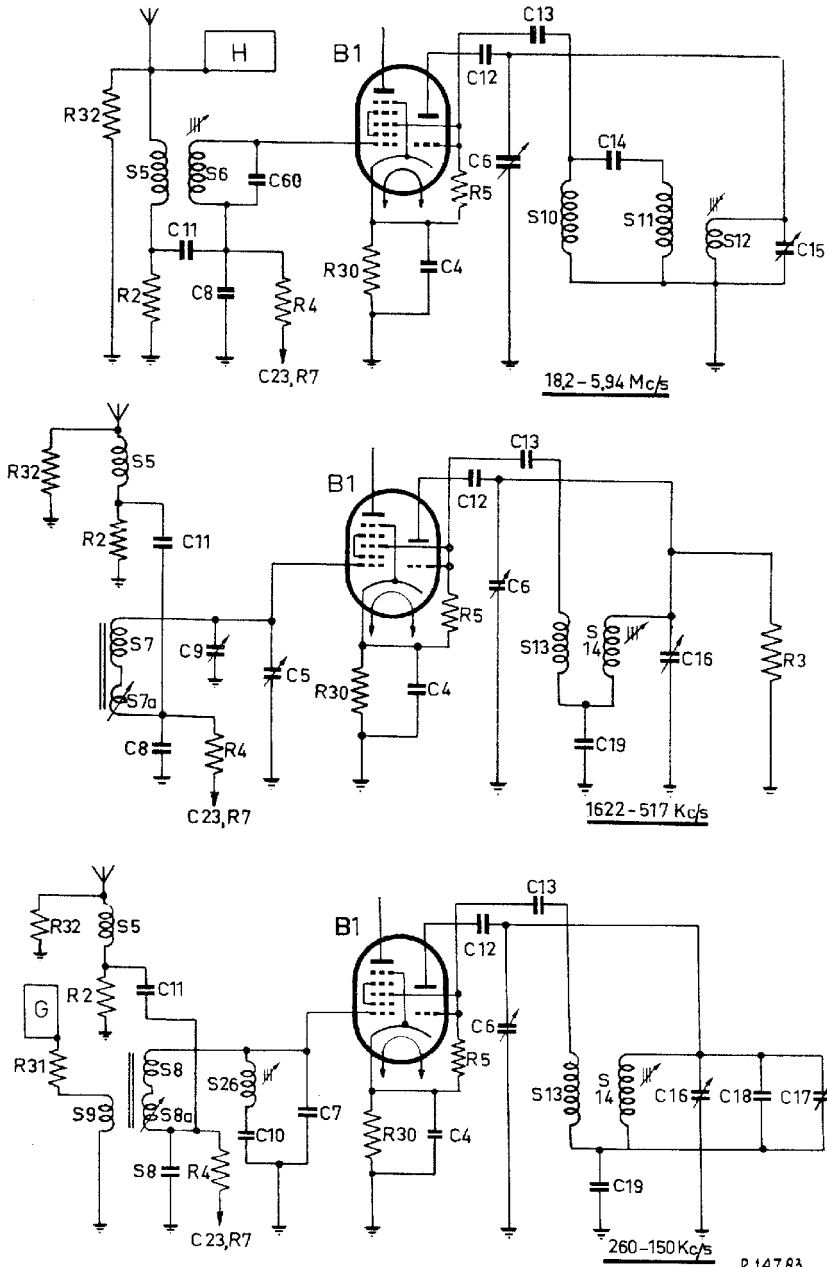 C13
H
B1
C12
R32
C6
C14
S5
S6
C60
R5
S10
S11
S12
C15
C11
R30
C4
R2
C8
R4
C23,R7
18,2–5,94 Mc/s
R32
S5
C13
B1
C12
R2
C11
C6
R5
S7
C9
S13
S
14
C16
R3
C5
S7a
R30
C4
C8
R4
C19
C23,R7
1622–517 Kc/s
C13
S5
R32
B1
C12
R2
C11
G
C6
R5
R31
S8
S26
S13
S
14
C16
C18
C17
S9
S8a
C7
C10
R30
C4
S8
R4
C19
C23,R7
260–150 Kc/s